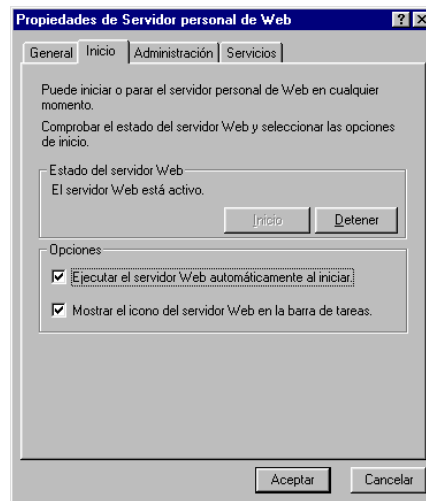 Propiedades de Servidor personal de Web
General Inicio Administración Servicios
Puede iniciar o parar el servidor personal de Web en cualquier
momento.
Comprobar el estado del servidor Web y seleccionar las opciones
de inicio.
Estado del servidor Web
El servidor Web está activo.
Inicio Detener
Opciones
Ejecutar el servidor Web automáticamente al iniciar.
Mostrar el icono del servidor Web en la barra de tareas.
Aceptar Cancelar